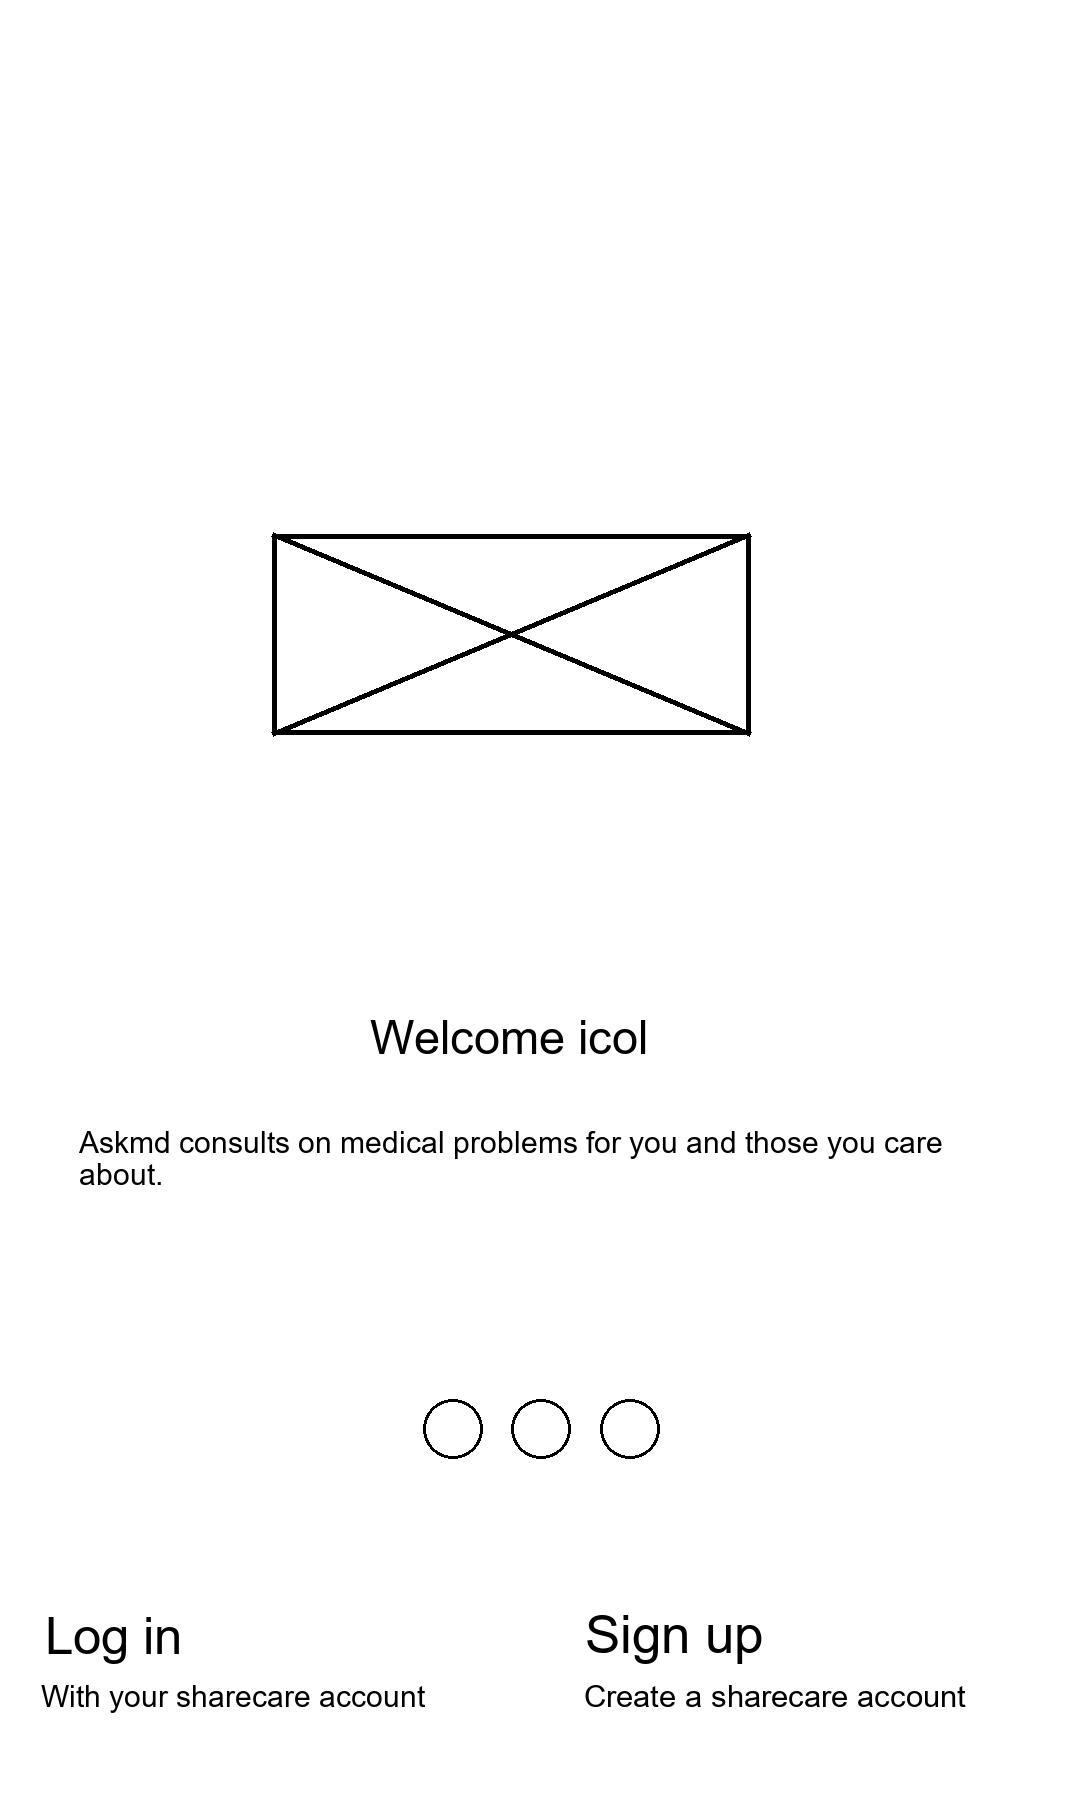 Welcome icol
Askmd consults on medical problems for you and those you care
about.
Log in
Sign up
With your sharecare account
Create a sharecare account